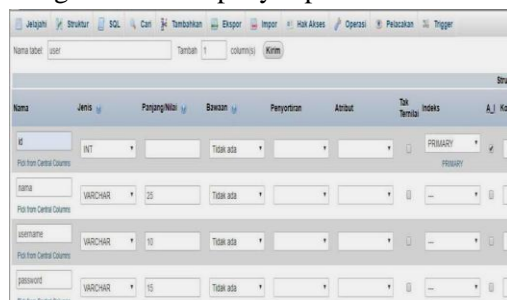 Jelajahi Struktur SQL Cari Tambahkan Ekspor Impor Hak Akses Operasi Pelacakan Trigger
Nama tabel: user Tambah 1 column(s) Kirim
Stru
Nama Jenis Panjang/Nilai Bawaan Penyortiran Atribut Tak Ternilai Indeks A_I Ko
id INT Tidak ada PRIMARY
Pick from Central Columns PRIMARY
nama VARCHAR 25 Tidak ada ---
Pick from Central Columns
username VARCHAR 10 Tidak ada ---
Pick from Central Columns
password VARCHAR 15 Tidak ada ---